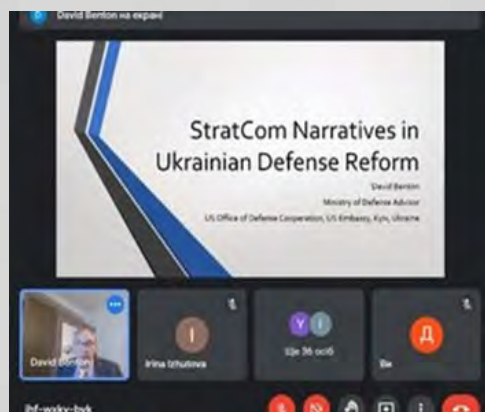 David Benton на екрані
StratCom Narratives in
Ukrainian Defense Reform
David Benton
Ministry of Defense Advisor
US Office of Defense Cooperation, US Embassy, Kyiv, Ukraine
David Benton
I
Irina Izhutova
Y I
Ще 36 осіб
Д
Ви